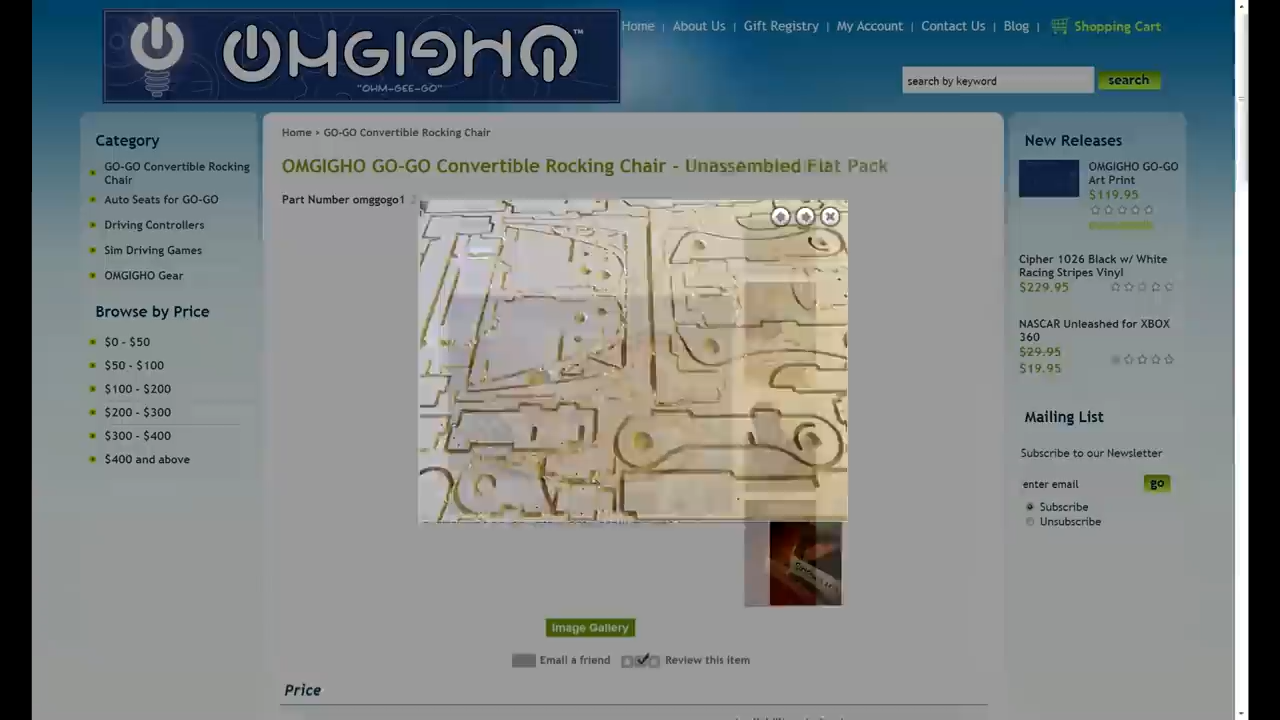 Home | About Us | Gift Registry | My Account | Contact Us | Blog | Shopping Cart
OMGIGHO™
"OHM-GEE-GO"
search by keyword
search
Category
GO-GO Convertible Rocking
Chair
Auto Seats for GO-GO
Driving Controllers
Sim Driving Games
OMGIGHO Gear
Browse by Price
$0 - $50
$50 - $100
$100 - $200
$200 - $300
$300 - $400
$400 and above
Home > GO-GO Convertible Rocking Chair
OMGIGHO GO-GO Convertible Rocking Chair - Unassembled Flat Pack
Part Number omggogo1
Image Gallery
Email a friend
Review this item
Price
New Releases
OMGIGHO GO-GO
Art Print
$119.95
Cipher 1026 Black w/ White
Racing Stripes Vinyl
$229.95
NASCAR Unleashed for XBOX
360
$29.95
$19.95
Mailing List
Subscribe to our Newsletter
enter email
go
Subscribe
Unsubscribe